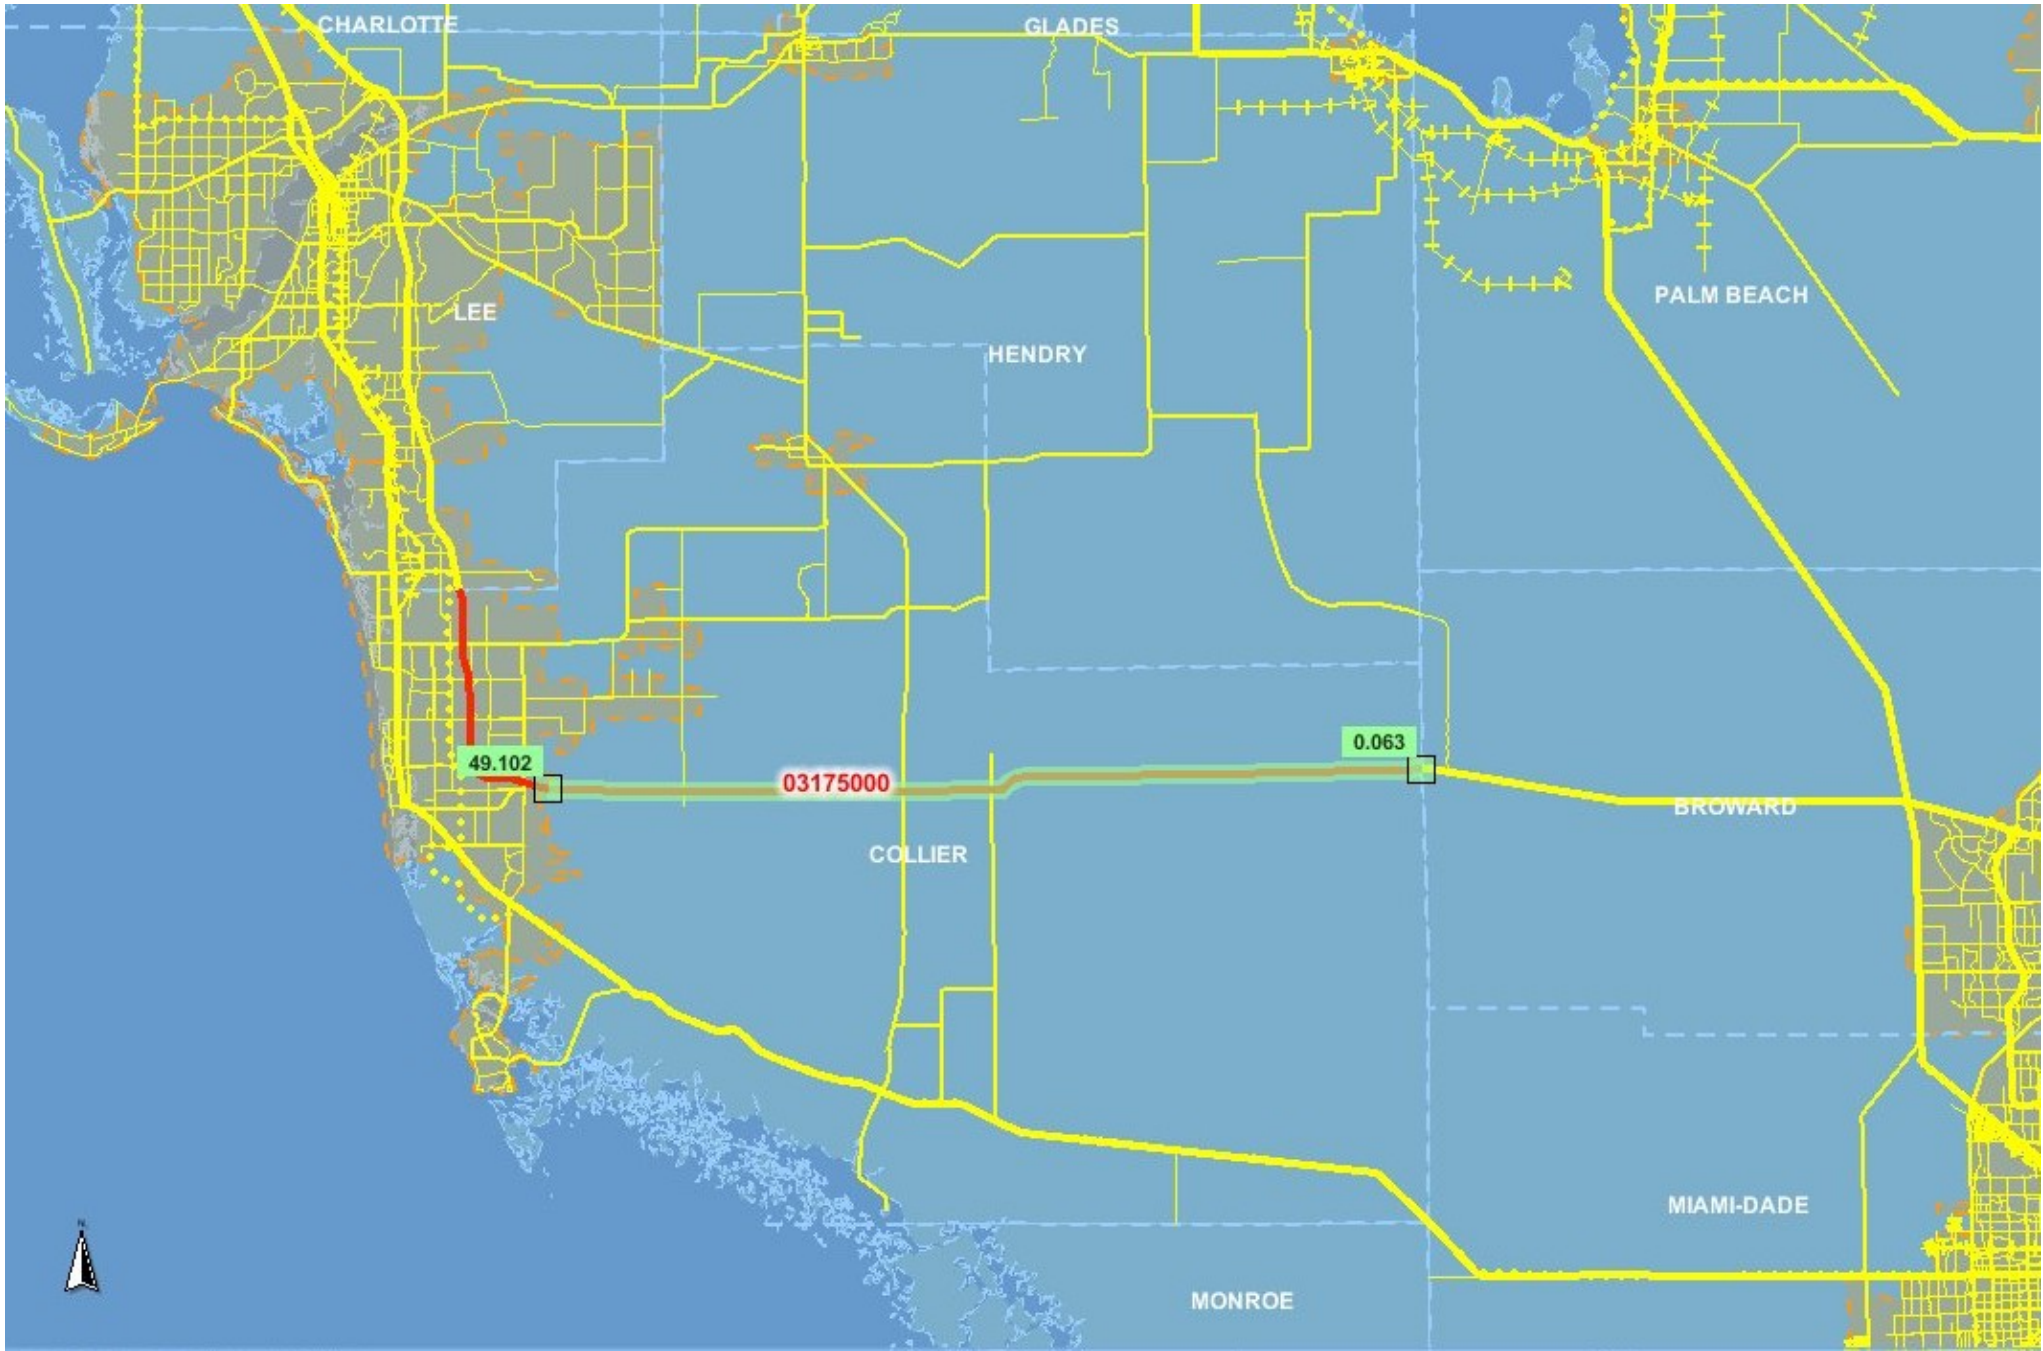 CHARLOTTE
GLADES
PALM BEACH
LEE
HENDRY
0.063
49.102
03175000
BROWARD
COLLIER
MIAMI-DADE
N
MONROE